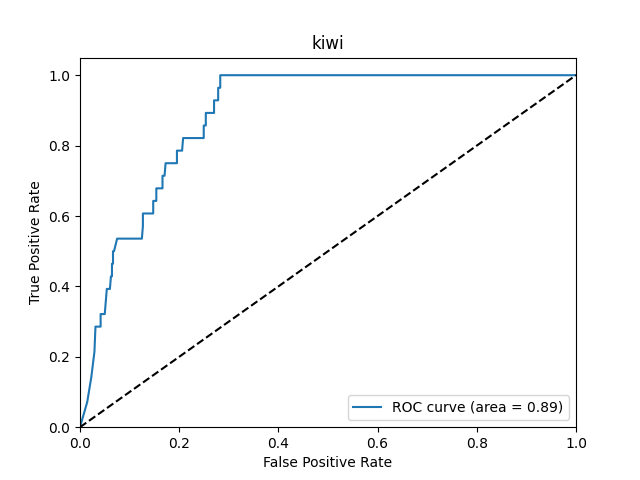 kiwi
1.0
0.8
0.6
0.4
0.2
0.0
True Positive Rate
ROC curve (area = 0.89)
0.0 0.2 0.4 0.6 0.8 1.0
False Positive Rate